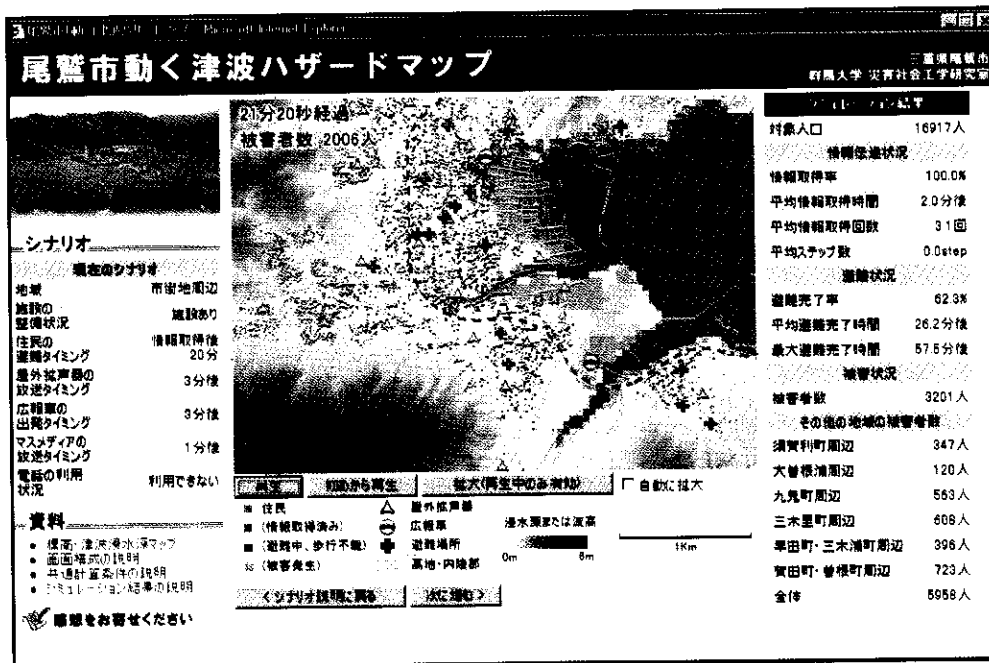 Microsoft Internet Explorer
尾鷲市動く津波ハザードマップ
三重県尾鷲市
群馬大学 災害社会工学研究室
21分20秒経過
被害者数 2006人
シナリオ
現在のシナリオ
地域 市街地周辺
施設の整備状況 施設あり
住民の避難タイミング 情報取得後20分
屋外拡声器の放送タイミング 3分後
広報車の出発タイミング 3分後
マスメディアの放送タイミング 1分後
電話の利用状況 利用できない
資料
標高・津波浸水深マップ
画面構成の説明
共通計算条件の説明
シミュレーション結果の説明
感想をお寄せください
再生 初めから再生 拡大(再生中のみ有効) 自動に拡大
住民 屋外拡声器
(情報取得済み) 広報車
(避難中、歩行不能) 避難場所
(被害発生) 高地・内陸部
浸水深または波高
0m 6m
1Km
<シナリオ説明に戻る 次に進む>
シミュレーション結果
対象人口 16917人
情報伝達状況
情報取得率 100.0%
平均情報取得時間 2.0分後
平均情報取得回数 3.1回
平均ステップ数 0.0step
避難状況
避難完了率 62.3%
平均避難完了時間 26.2分後
最大避難完了時間 57.5分後
被害状況
被害者数 3201人
その他の地域の被害者数
須賀利町周辺 347人
大曽根浦周辺 120人
九鬼町周辺 563人
三木里町周辺 608人
早田町・三木浦町周辺 396人
賀田町・曽根町周辺 723人
全体 5958人